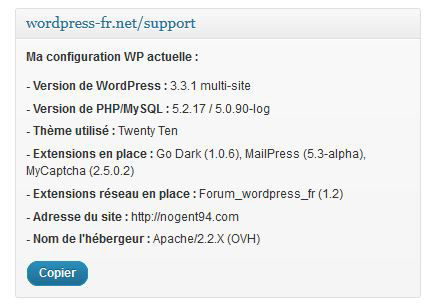 wordpress-fr.net/support
Ma configuration WP actuelle :
- Version de WordPress : 3.3.1 multi-site
- Version de PHP/MySQL : 5.2.17 / 5.0.90-log
- Thème utilisé : Twenty Ten
- Extensions en place : Go Dark (1.0.6), MailPress (5.3-alpha),
MyCaptcha (2.5.0.2)
- Extensions réseau en place : Forum_wordpress_fr (1.2)
- Adresse du site : http://nogent94.com
- Nom de l'hébergeur : Apache/2.2.X (OVH)
Copier